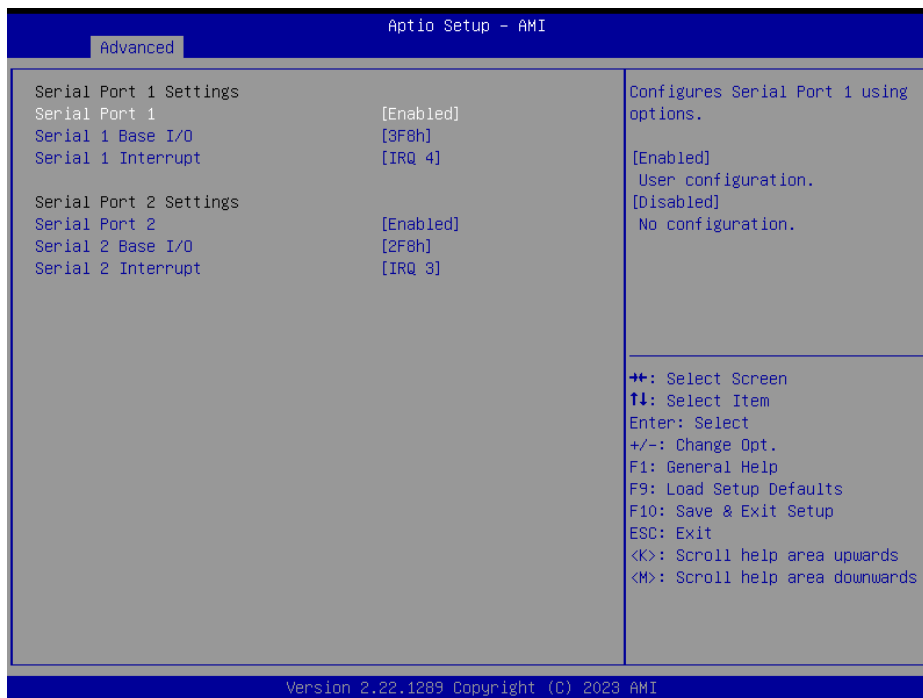 Aptio Setup – AMI
Advanced
Serial Port 1 Settings
Serial Port 1 [Enabled]
Serial 1 Base I/O [3F8h]
Serial 1 Interrupt [IRQ 4]
Serial Port 2 Settings
Serial Port 2 [Enabled]
Serial 2 Base I/O [2F8h]
Serial 2 Interrupt [IRQ 3]
Configures Serial Port 1 using
options.
[Enabled]
User configuration.
[Disabled]
No configuration.
→←: Select Screen
↑↓: Select Item
Enter: Select
+/-: Change Opt.
F1: General Help
F9: Load Setup Defaults
F10: Save & Exit Setup
ESC: Exit
<K>: Scroll help area upwards
<M>: Scroll help area downwards
Version 2.22.1289 Copyright (C) 2023 AMI